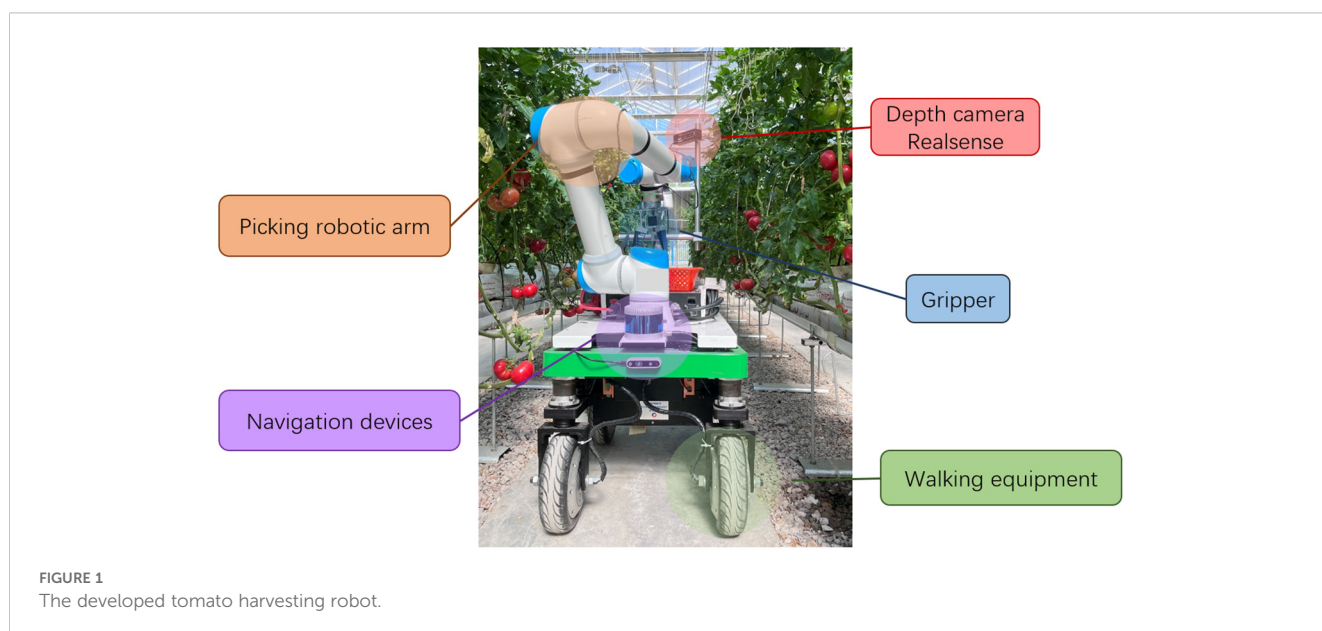 Depth camera
Realsense
Picking robotic arm
Gripper
Navigation devices
Walking equipment
FIGURE 1
The developed tomato harvesting robot.